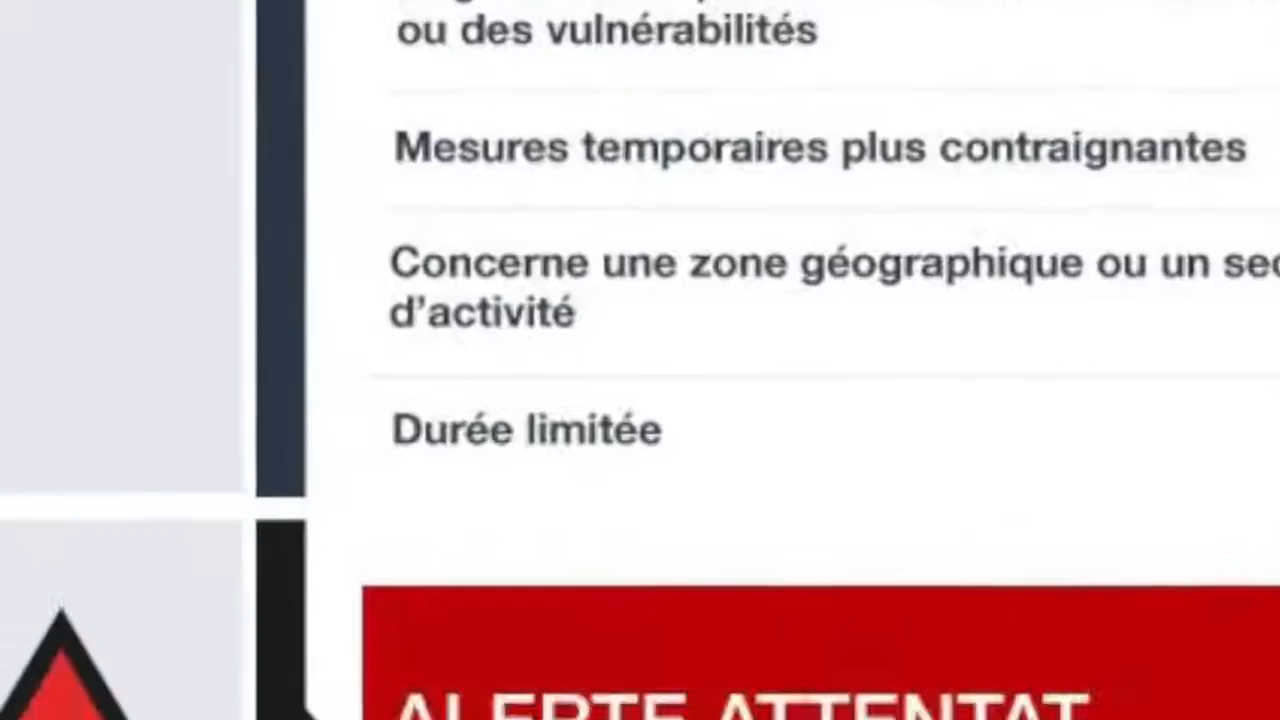 ou des vulnérabilités
Mesures temporaires plus contraignantes
Concerne une zone géographique ou un
d'activité
Durée limitée
ALERTE ATTENTAT